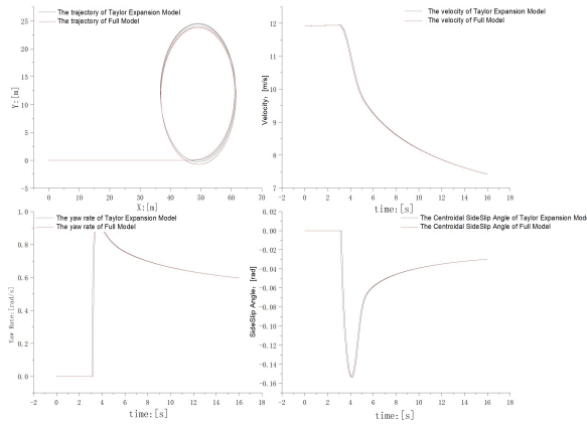 The trajectory of Taylor Expansion Model
The trajectory of Full Model
25
20
15
10
5
0
-5
Y:[m]
0 10 20 30 40 50 60 70
X:[m]
The velocity of Taylor Expansion Model
The velocity of Full Model
12
11
10
9
8
7
Velocity: [m/s]
-2 0 2 4 6 8 10 12 14 16 18
time:[s]
The yaw rate of Taylor Expansion Model
The yaw rate of Full Model
1.0
0.8
0.6
0.4
0.2
0.0
Yaw Rate:[rad/s]
-2 0 2 4 6 8 10 12 14 16 18
time:[s]
The Centroidal SideSlip Angle of Taylor Expansion Mode
The Centroidal SideSlip Angle of Full Model
0.02
0.00
-0.02
-0.04
-0.06
-0.08
-0.10
-0.12
-0.14
-0.16
SideSlip Angle: [rad]
-2 0 2 4 6 8 10 12 14 16 18
time:[s]